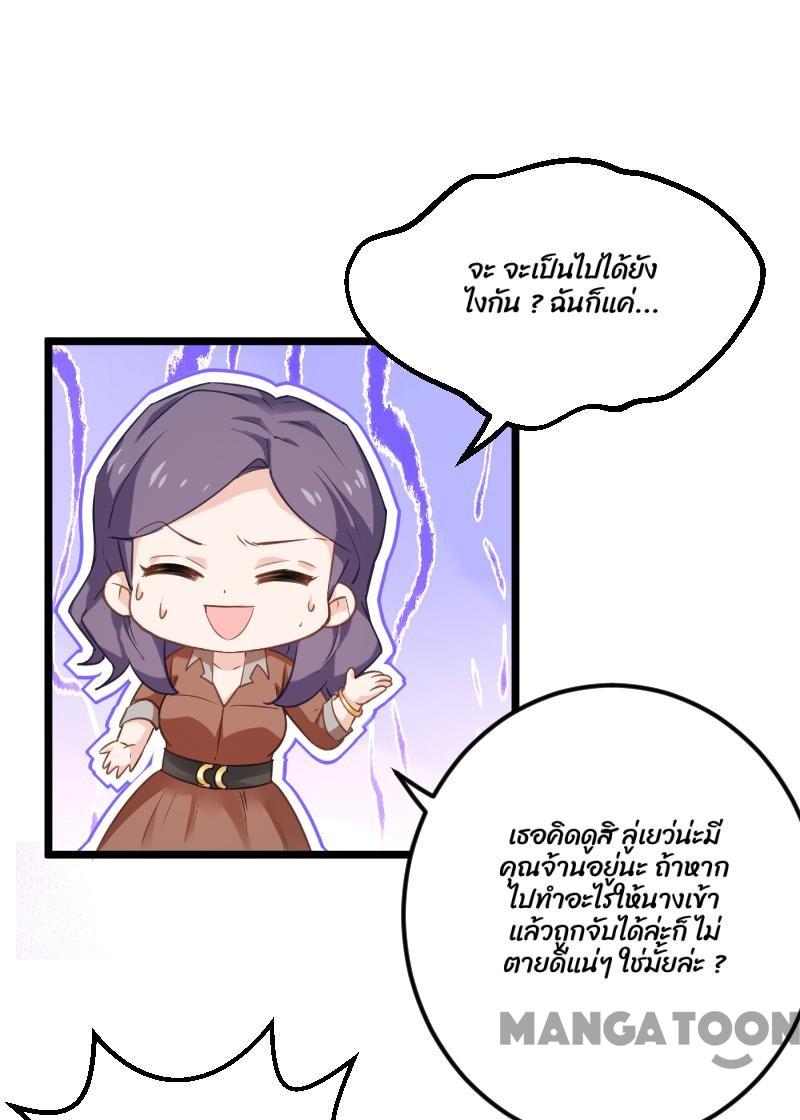 จะ จะเป็นไปได้ยัง
ไงกัน ? ฉันก็แค่...
เธอคิดดูสิ ลู่เยว่น่ะมี
คุณจ้านอยู่นะ ถ้าหาก
ไปทำอะไรให้นางเข้า
แล้วถูกจับได้ล่ะก็ ไม่
ตายดีแน่ๆ ใช่มั้ยล่ะ ?
MANGATOON